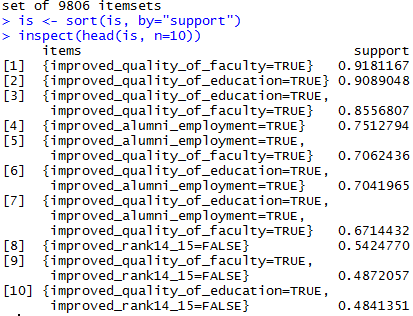 set of 9806 itemsets
> is <- sort(is, by="support")
> inspect(head(is, n=10))
items support
[1] {improved_quality_of_faculty=TRUE} 0.9181167
[2] {improved_quality_of_education=TRUE} 0.9089048
[3] {improved_quality_of_education=TRUE,
improved_quality_of_faculty=TRUE} 0.8556807
[4] {improved_alumni_employment=TRUE} 0.7512794
[5] {improved_alumni_employment=TRUE,
improved_quality_of_faculty=TRUE} 0.7062436
[6] {improved_quality_of_education=TRUE,
improved_alumni_employment=TRUE} 0.7041965
[7] {improved_quality_of_education=TRUE,
improved_alumni_employment=TRUE,
improved_quality_of_faculty=TRUE} 0.6714432
[8] {improved_rank14_15=FALSE} 0.5424770
[9] {improved_quality_of_faculty=TRUE,
improved_rank14_15=FALSE} 0.4872057
[10] {improved_quality_of_education=TRUE,
improved_rank14_15=FALSE} 0.4841351